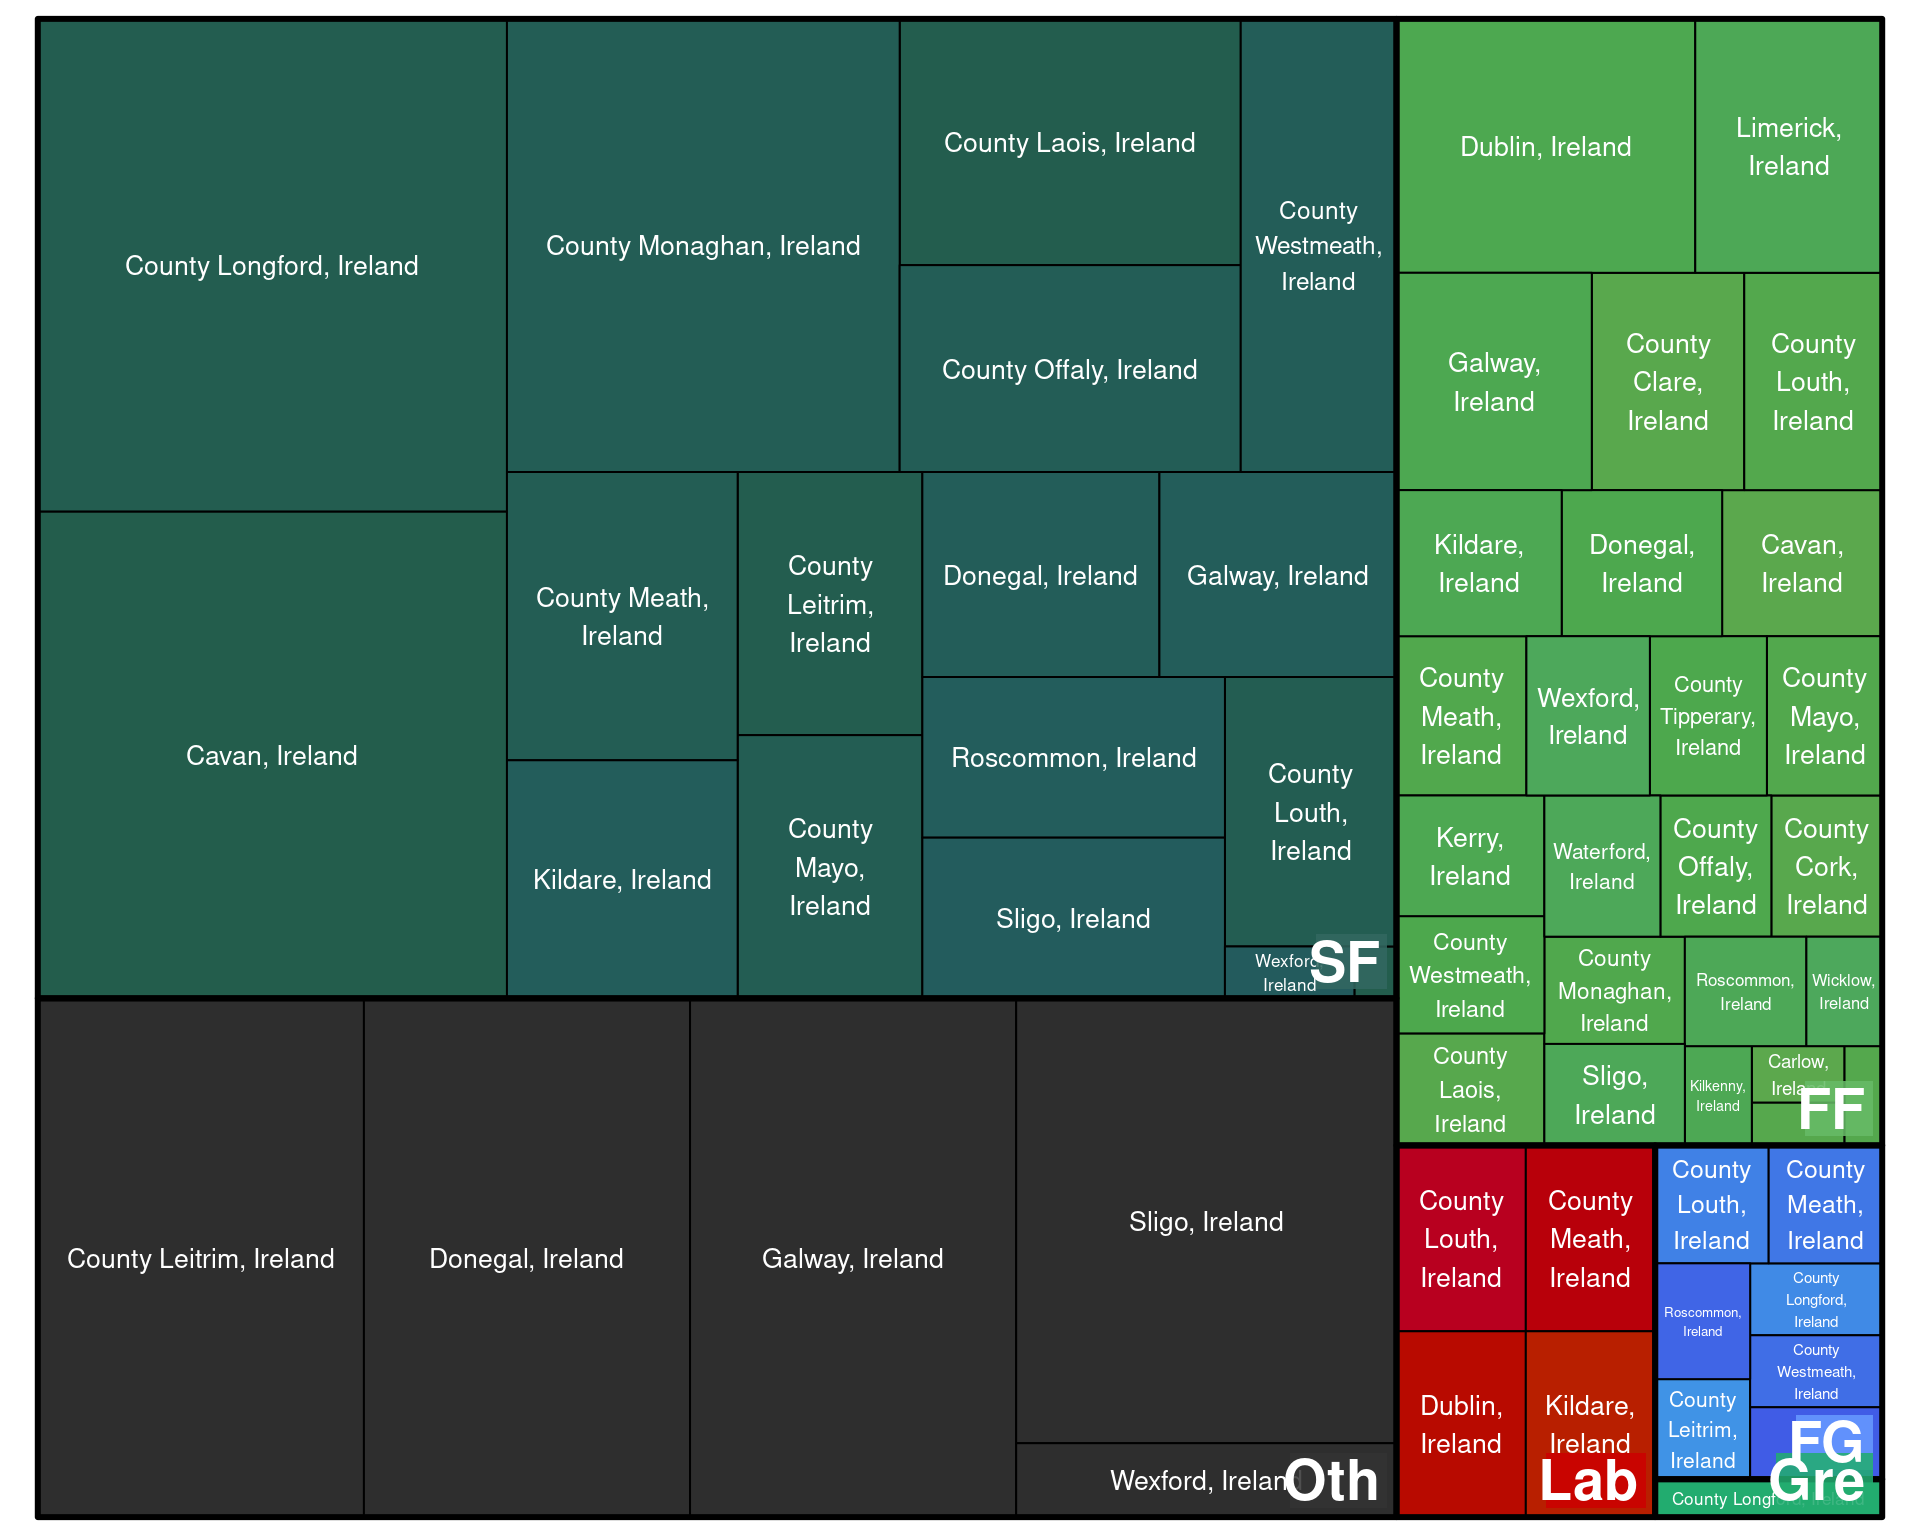 County Longford, Ireland
County Monaghan, Ireland
County Laois, Ireland
County
Westmeath,
Ireland
County Offaly, Ireland
Cavan, Ireland
County Meath,
Ireland
County
Leitrim,
Ireland
Donegal, Ireland
Galway, Ireland
Roscommon, Ireland
County
Louth,
Ireland
Kildare, Ireland
County
Mayo,
Ireland
Sligo, Ireland
Wexford
Ireland
SF
County Leitrim, Ireland
Donegal, Ireland
Galway, Ireland
Sligo, Ireland
Wexford, Ireland
Oth
Dublin, Ireland
Limerick,
Ireland
Galway,
Ireland
County
Clare,
Ireland
County
Louth,
Ireland
Kildare,
Ireland
Donegal,
Ireland
Cavan,
Ireland
County
Meath,
Ireland
Wexford,
Ireland
County
Tipperary,
Ireland
County
Mayo,
Ireland
Kerry,
Ireland
Waterford,
Ireland
County
Offaly,
Ireland
County
Cork,
Ireland
County
Westmeath,
Ireland
County
Monaghan,
Ireland
Roscommon,
Ireland
Wicklow,
Ireland
County
Laois,
Ireland
Sligo,
Ireland
Kilkenny,
Ireland
Carlow,
Ireland
FF
County
Louth,
Ireland
County
Meath,
Ireland
Dublin,
Ireland
Kildare,
Ireland
Lab
County
Louth,
Ireland
County
Meath,
Ireland
Roscommon,
Ireland
County
Longford,
Ireland
County
Westmeath,
Ireland
County
Leitrim,
Ireland
FG
County Longford, Ireland
Gre